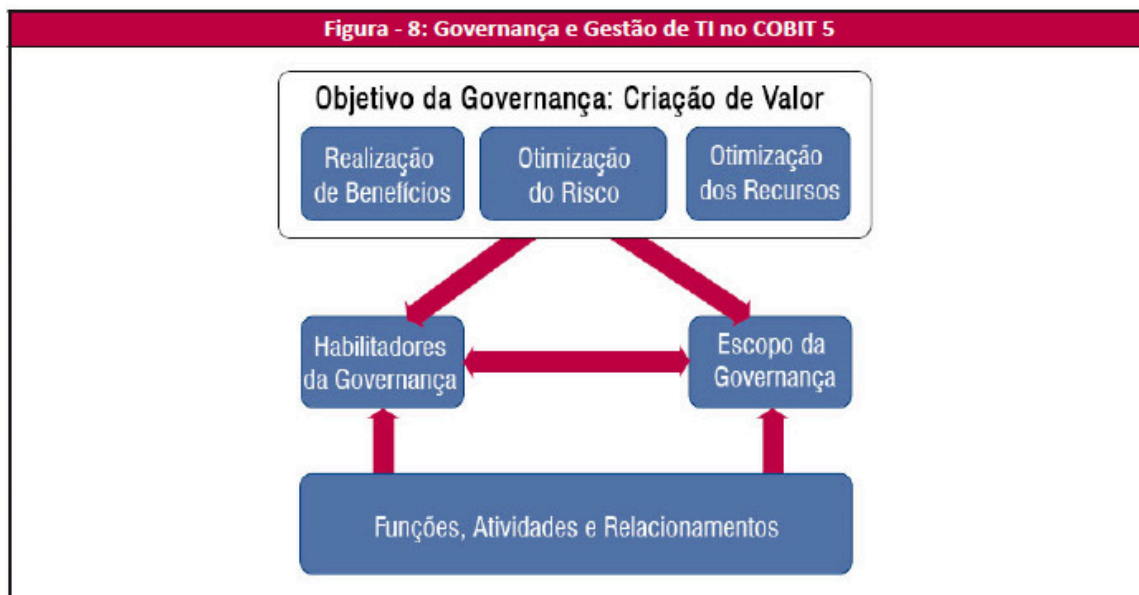 Figura - 8: Governança e Gestão de TI no COBIT 5
Objetivo da Governança: Criação de Valor
Realização
de Benefícios
Otimização
do Risco
Otimização
dos Recursos
Habilitadores
da Governança
Escopo da
Governança
Funções, Atividades e Relacionamentos